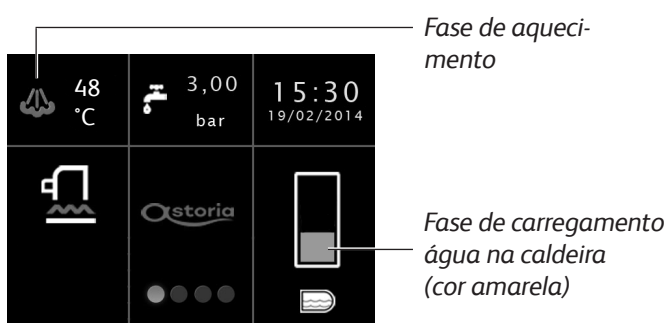 Fase de aqueci-
mento
48
°C
3,00
bar
15:30
19/02/2014
astoria
Fase de carregamento
água na caldeira
(cor amarela)